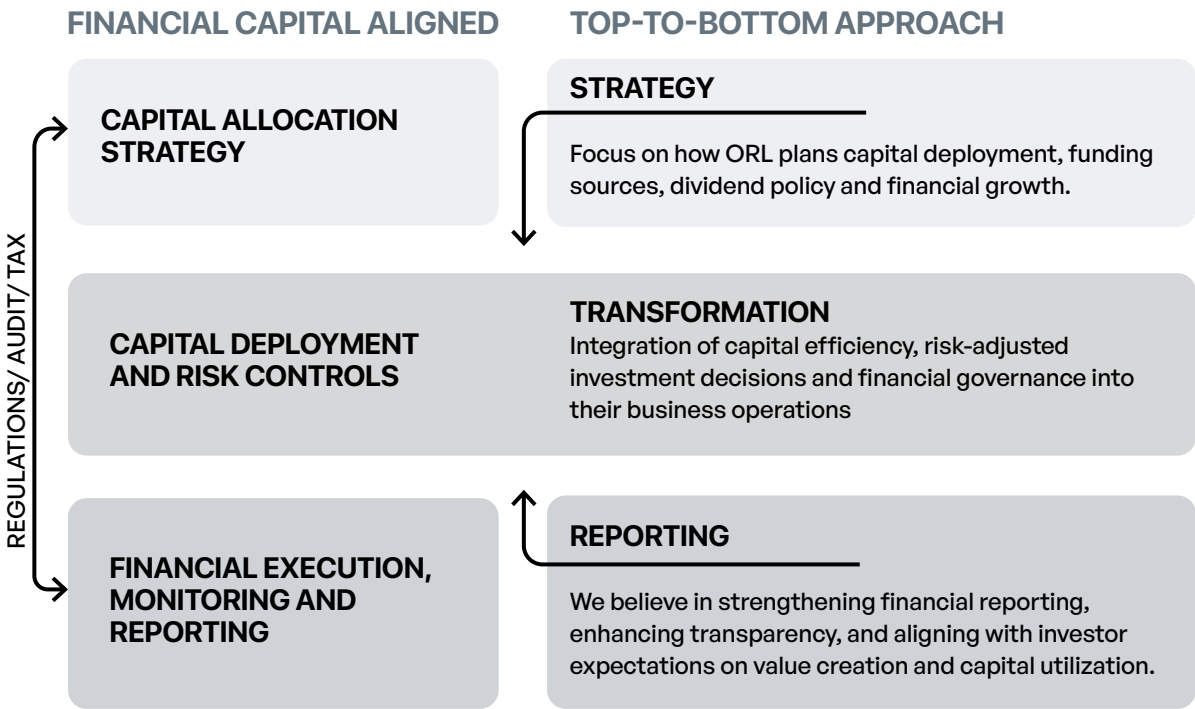 FINANCIAL CAPITAL ALIGNED
TOP-TO-BOTTOM APPROACH
REGULATIONS/ AUDIT/ TAX
CAPITAL ALLOCATION
STRATEGY
STRATEGY
Focus on how ORL plans capital deployment, funding
sources, dividend policy and financial growth.
CAPITAL DEPLOYMENT
AND RISK CONTROLS
TRANSFORMATION
Integration of capital efficiency, risk-adjusted
investment decisions and financial governance into
their business operations
FINANCIAL EXECUTION,
MONITORING AND
REPORTING
REPORTING
We believe in strengthening financial reporting,
enhancing transparency, and aligning with investor
expectations on value creation and capital utilization.